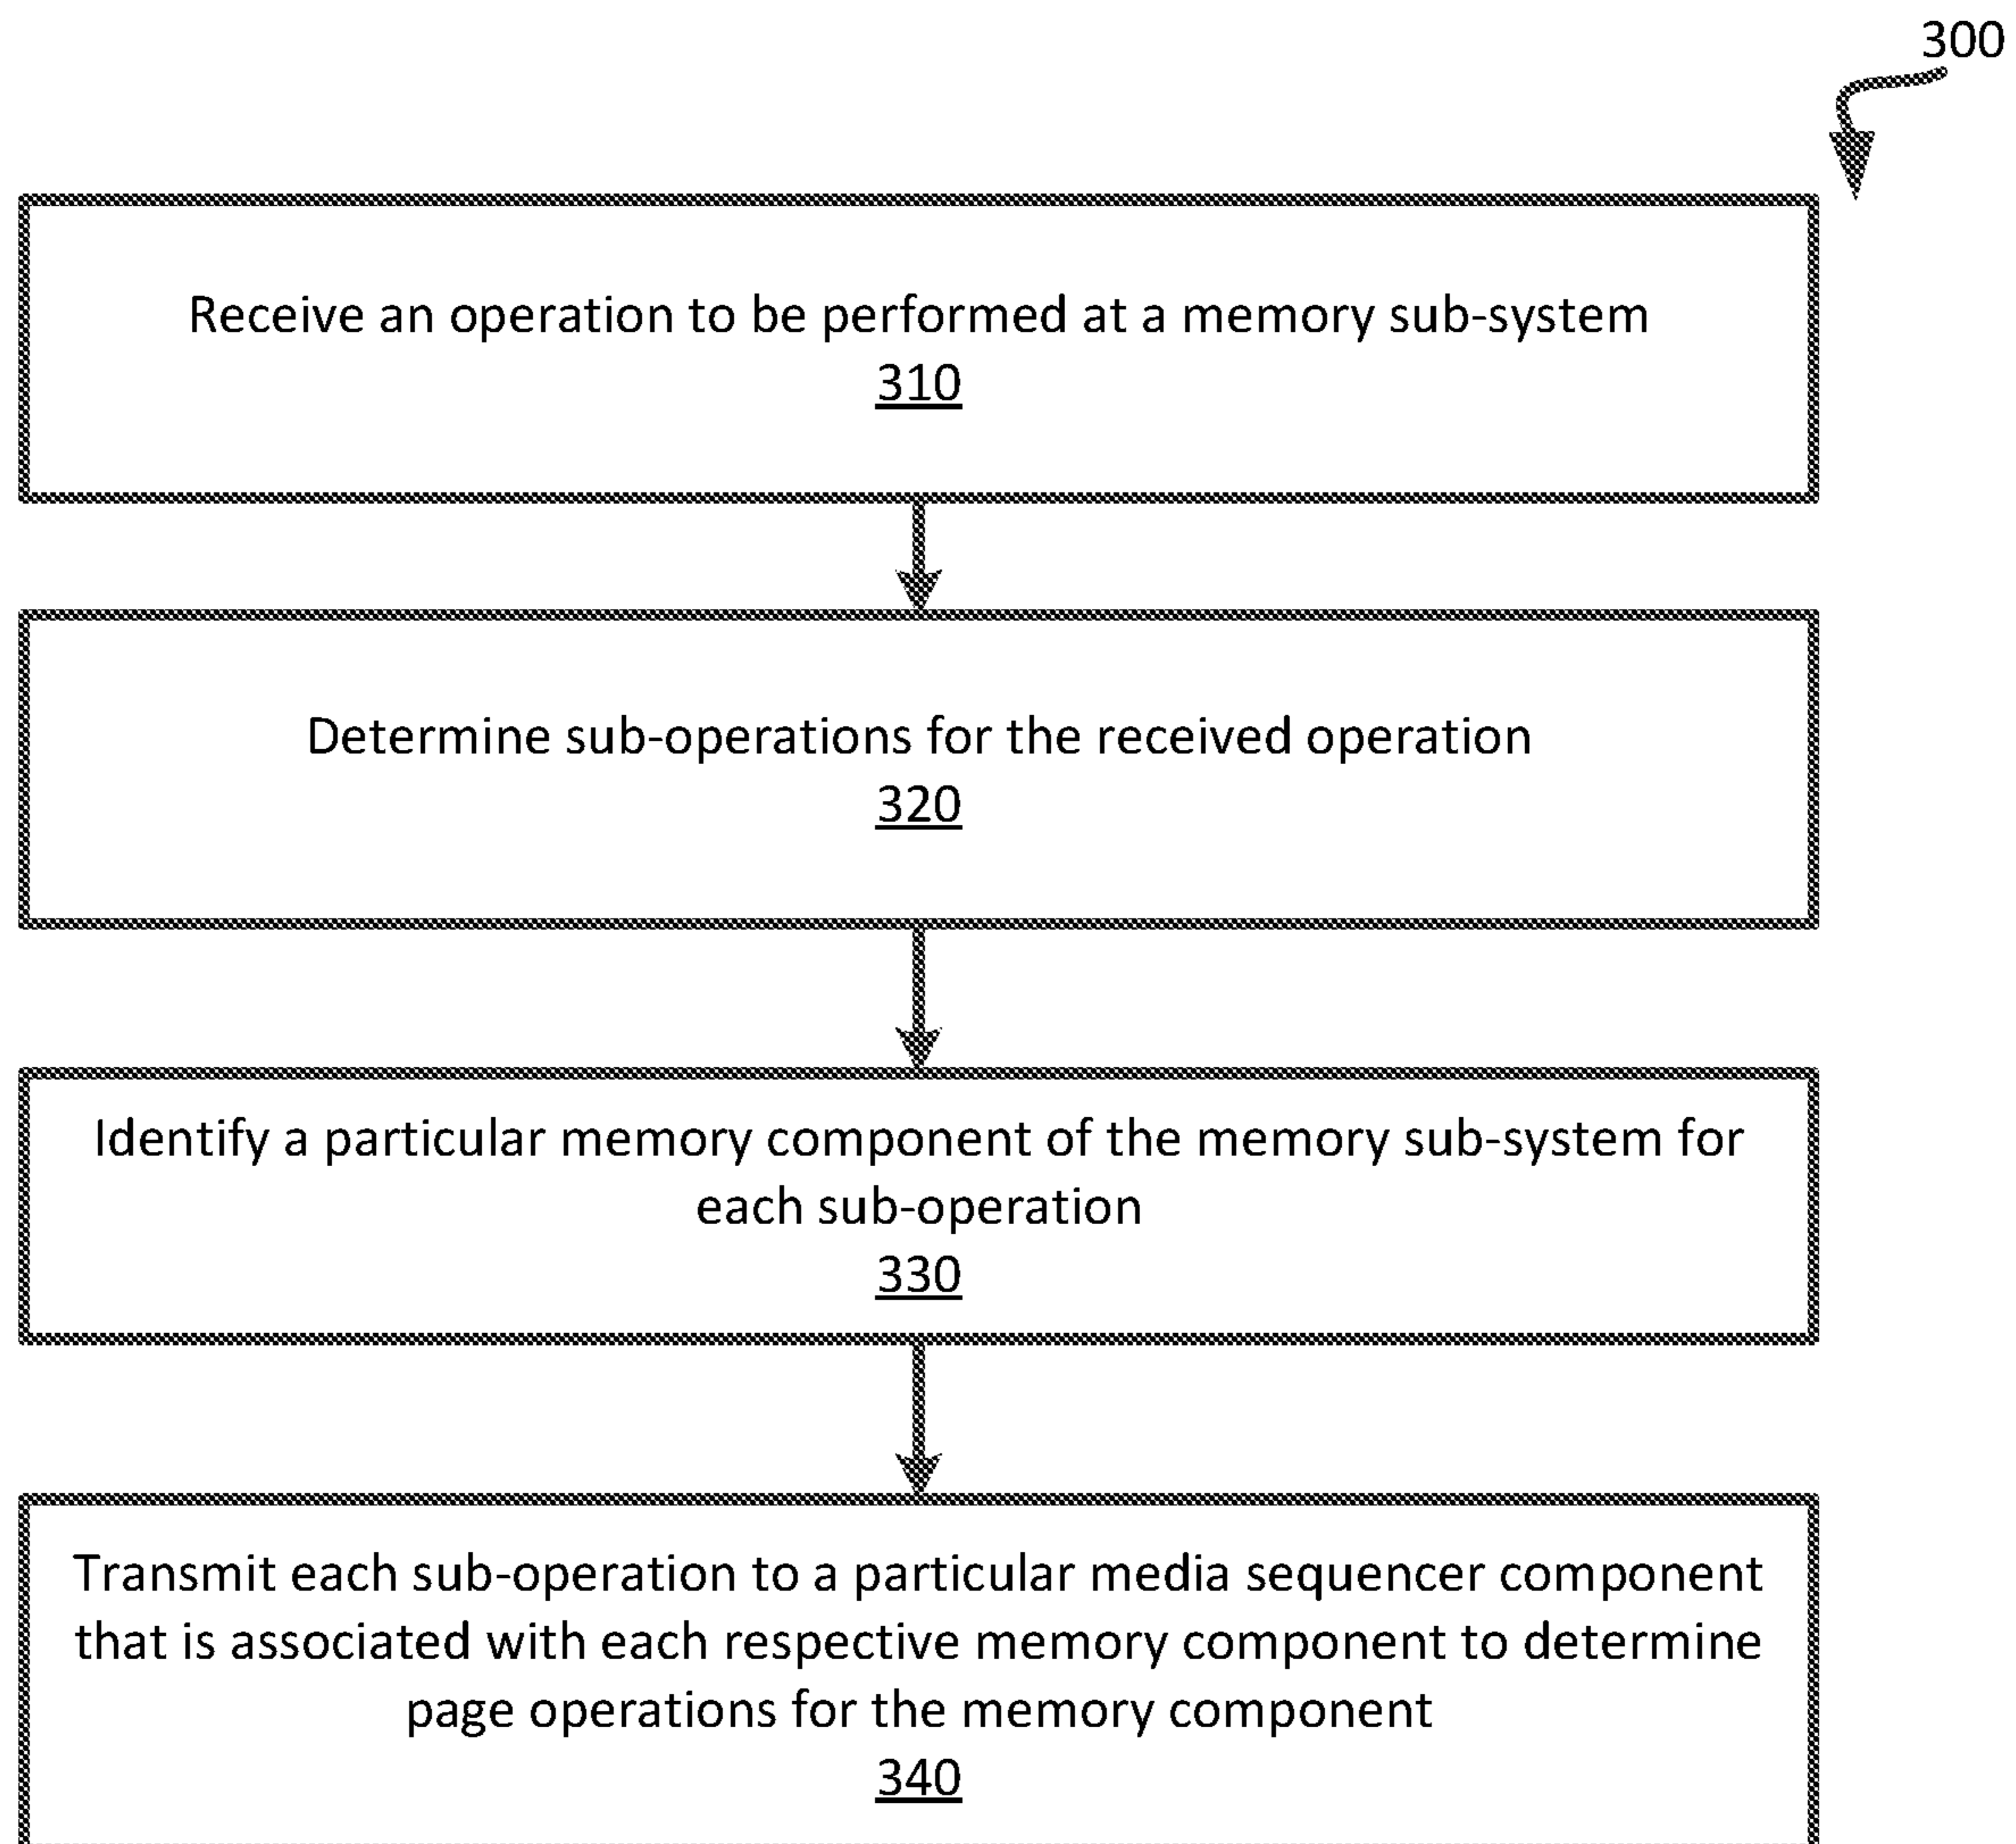 300
Receive an operation to be performed at a memory sub-system
310
Determine sub-operations for the received operation
320
Identify a particular memory component of the memory sub-system for
each sub-operation
330
Transmit each sub-operation to a particular media sequencer component
that is associated with each respective memory component to determine
page operations for the memory component
340